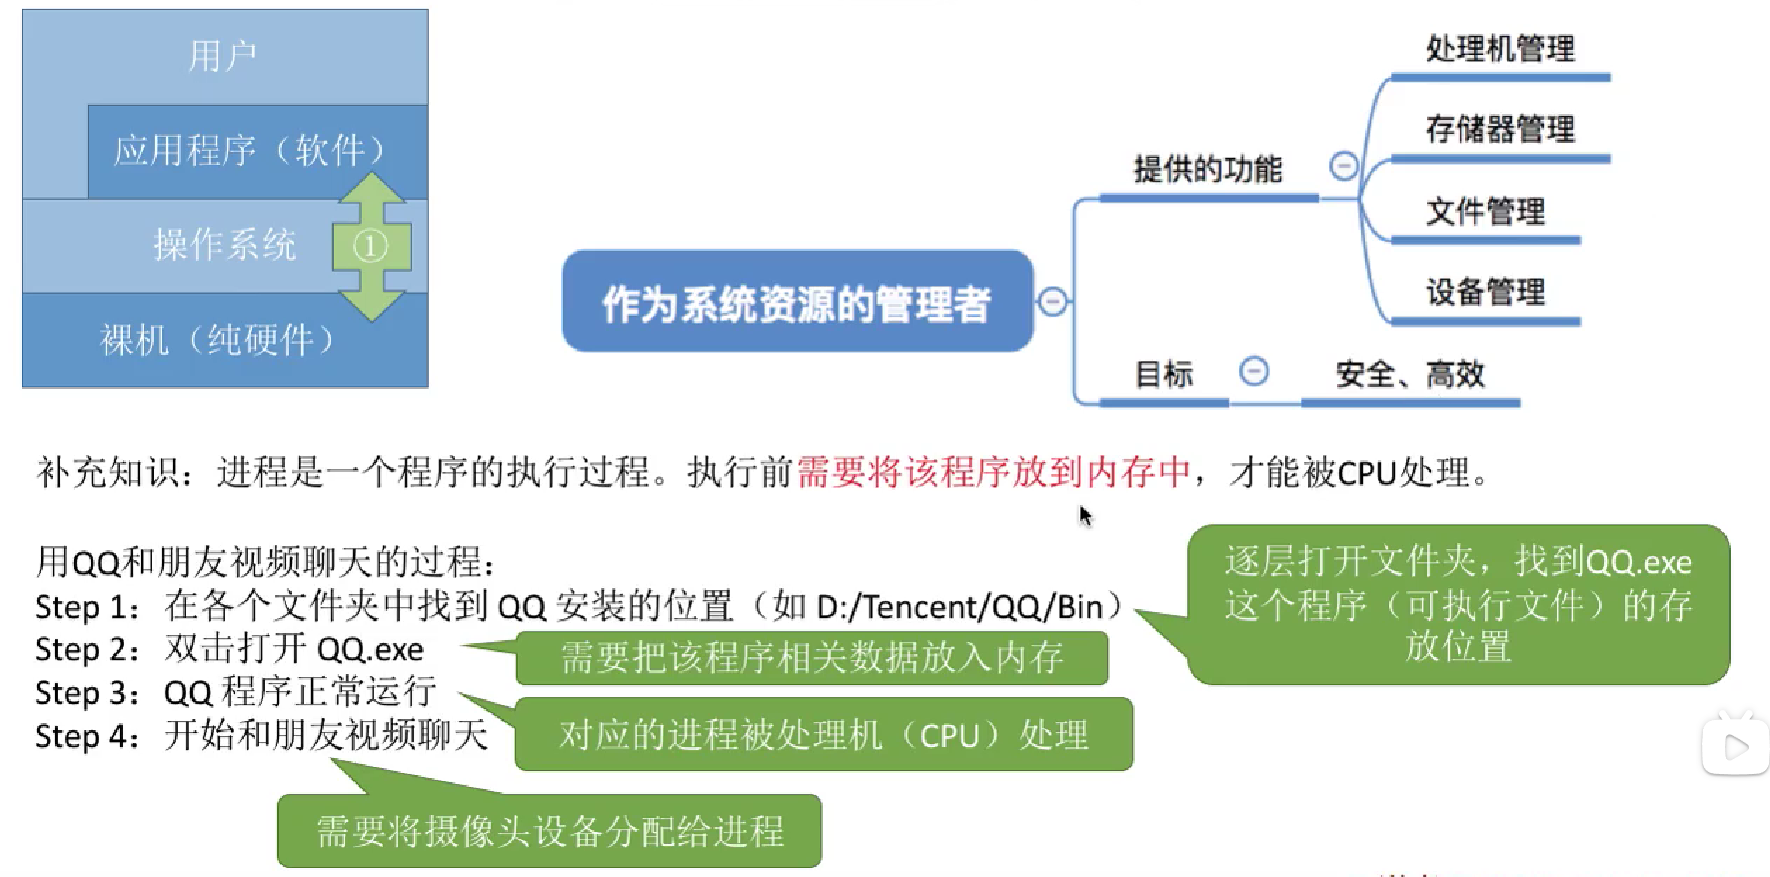 用户
应用程序（软件）
操作系统
①
裸机（纯硬件）
作为系统资源的管理者
提供的功能
处理机管理
存储器管理
文件管理
设备管理
目标
安全、高效
补充知识：进程是一个程序的执行过程。执行前需要将该程序放到内存中，才能被CPU处理。
用QQ和朋友视频聊天的过程：
Step 1：在各个文件夹中找到 QQ 安装的位置（如 D:/Tencent/QQ/Bin）
逐层打开文件夹，找到QQ.exe
这个程序（可执行文件）的存
放位置
Step 2：双击打开 QQ.exe
需要把该程序相关数据放入内存
Step 3：QQ 程序正常运行
对应的进程被处理机（CPU）处理
Step 4：开始和朋友视频聊天
需要将摄像头设备分配给进程